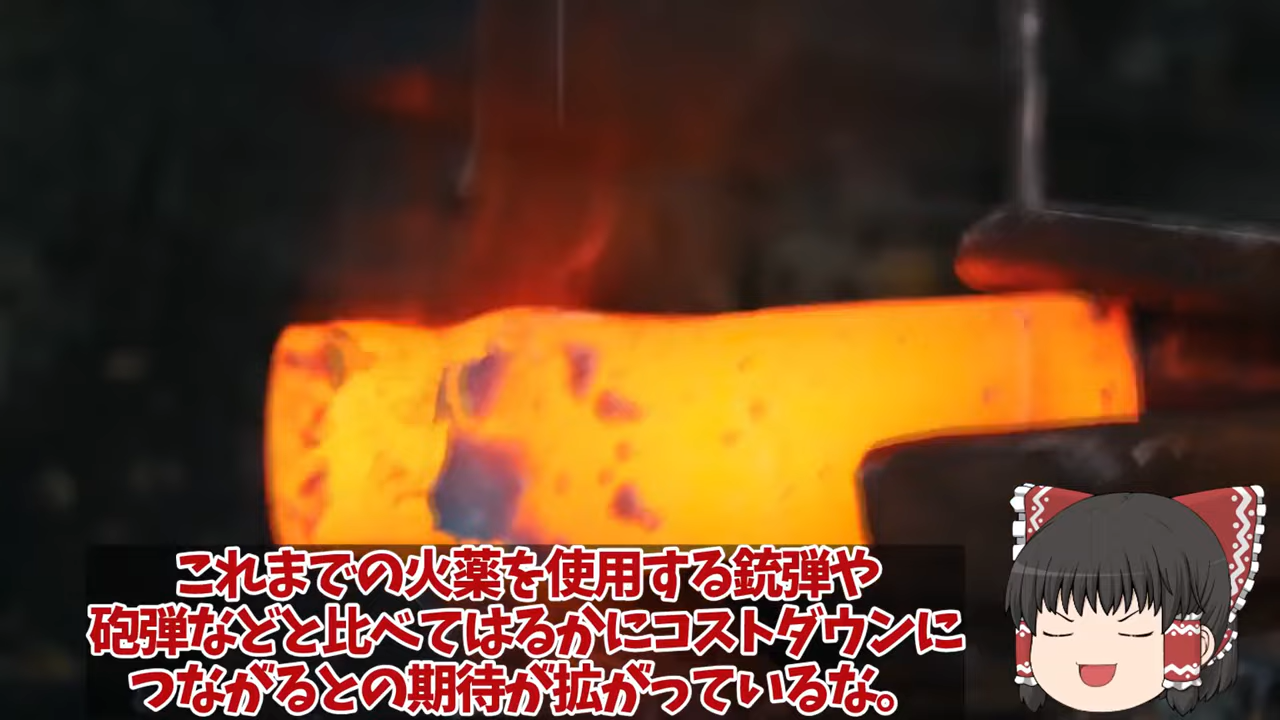 これまでの火薬を使用する銃弾や
砲弾などと比べてはるかにコストダウンに
つながるとの期待が拡がっているな。